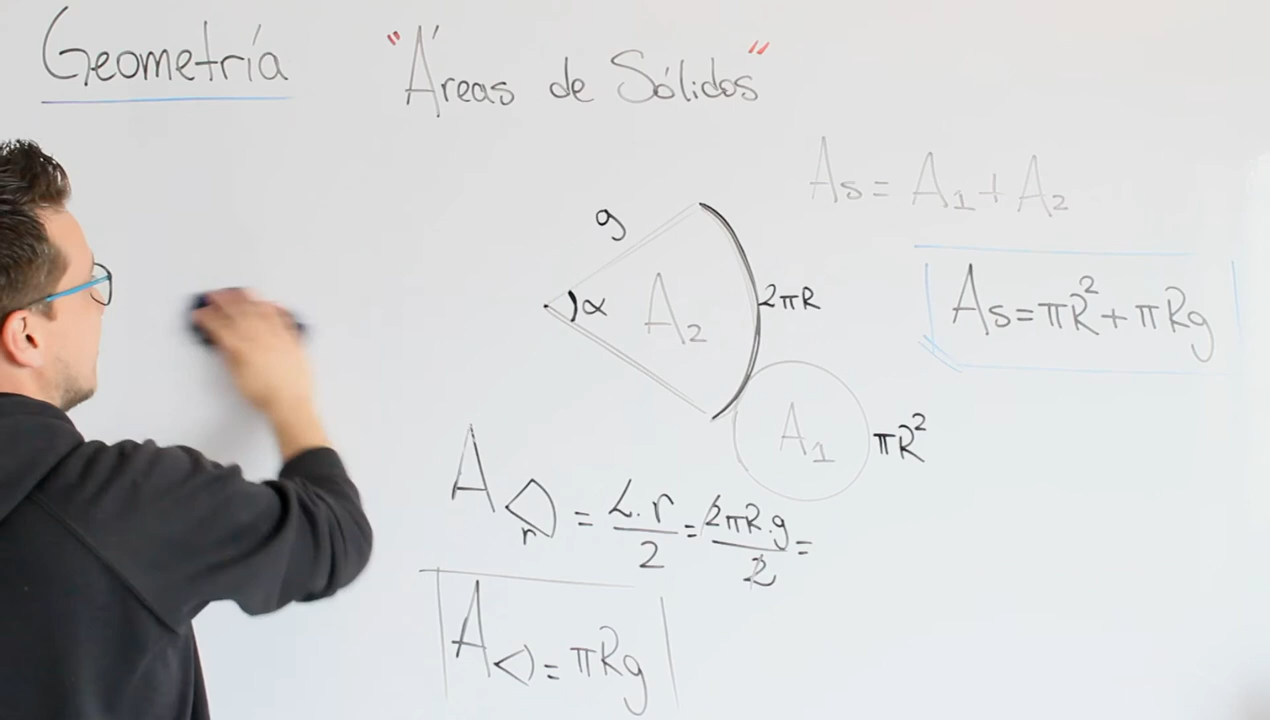 Geometría
"Áreas de Sólidos"
As = A₁ + A₂
As = πR² + πRg
g
α
A₂
2πR
A₁
πR²
A = L.r/2 = 2πR.g/2 =
r
A = πRg